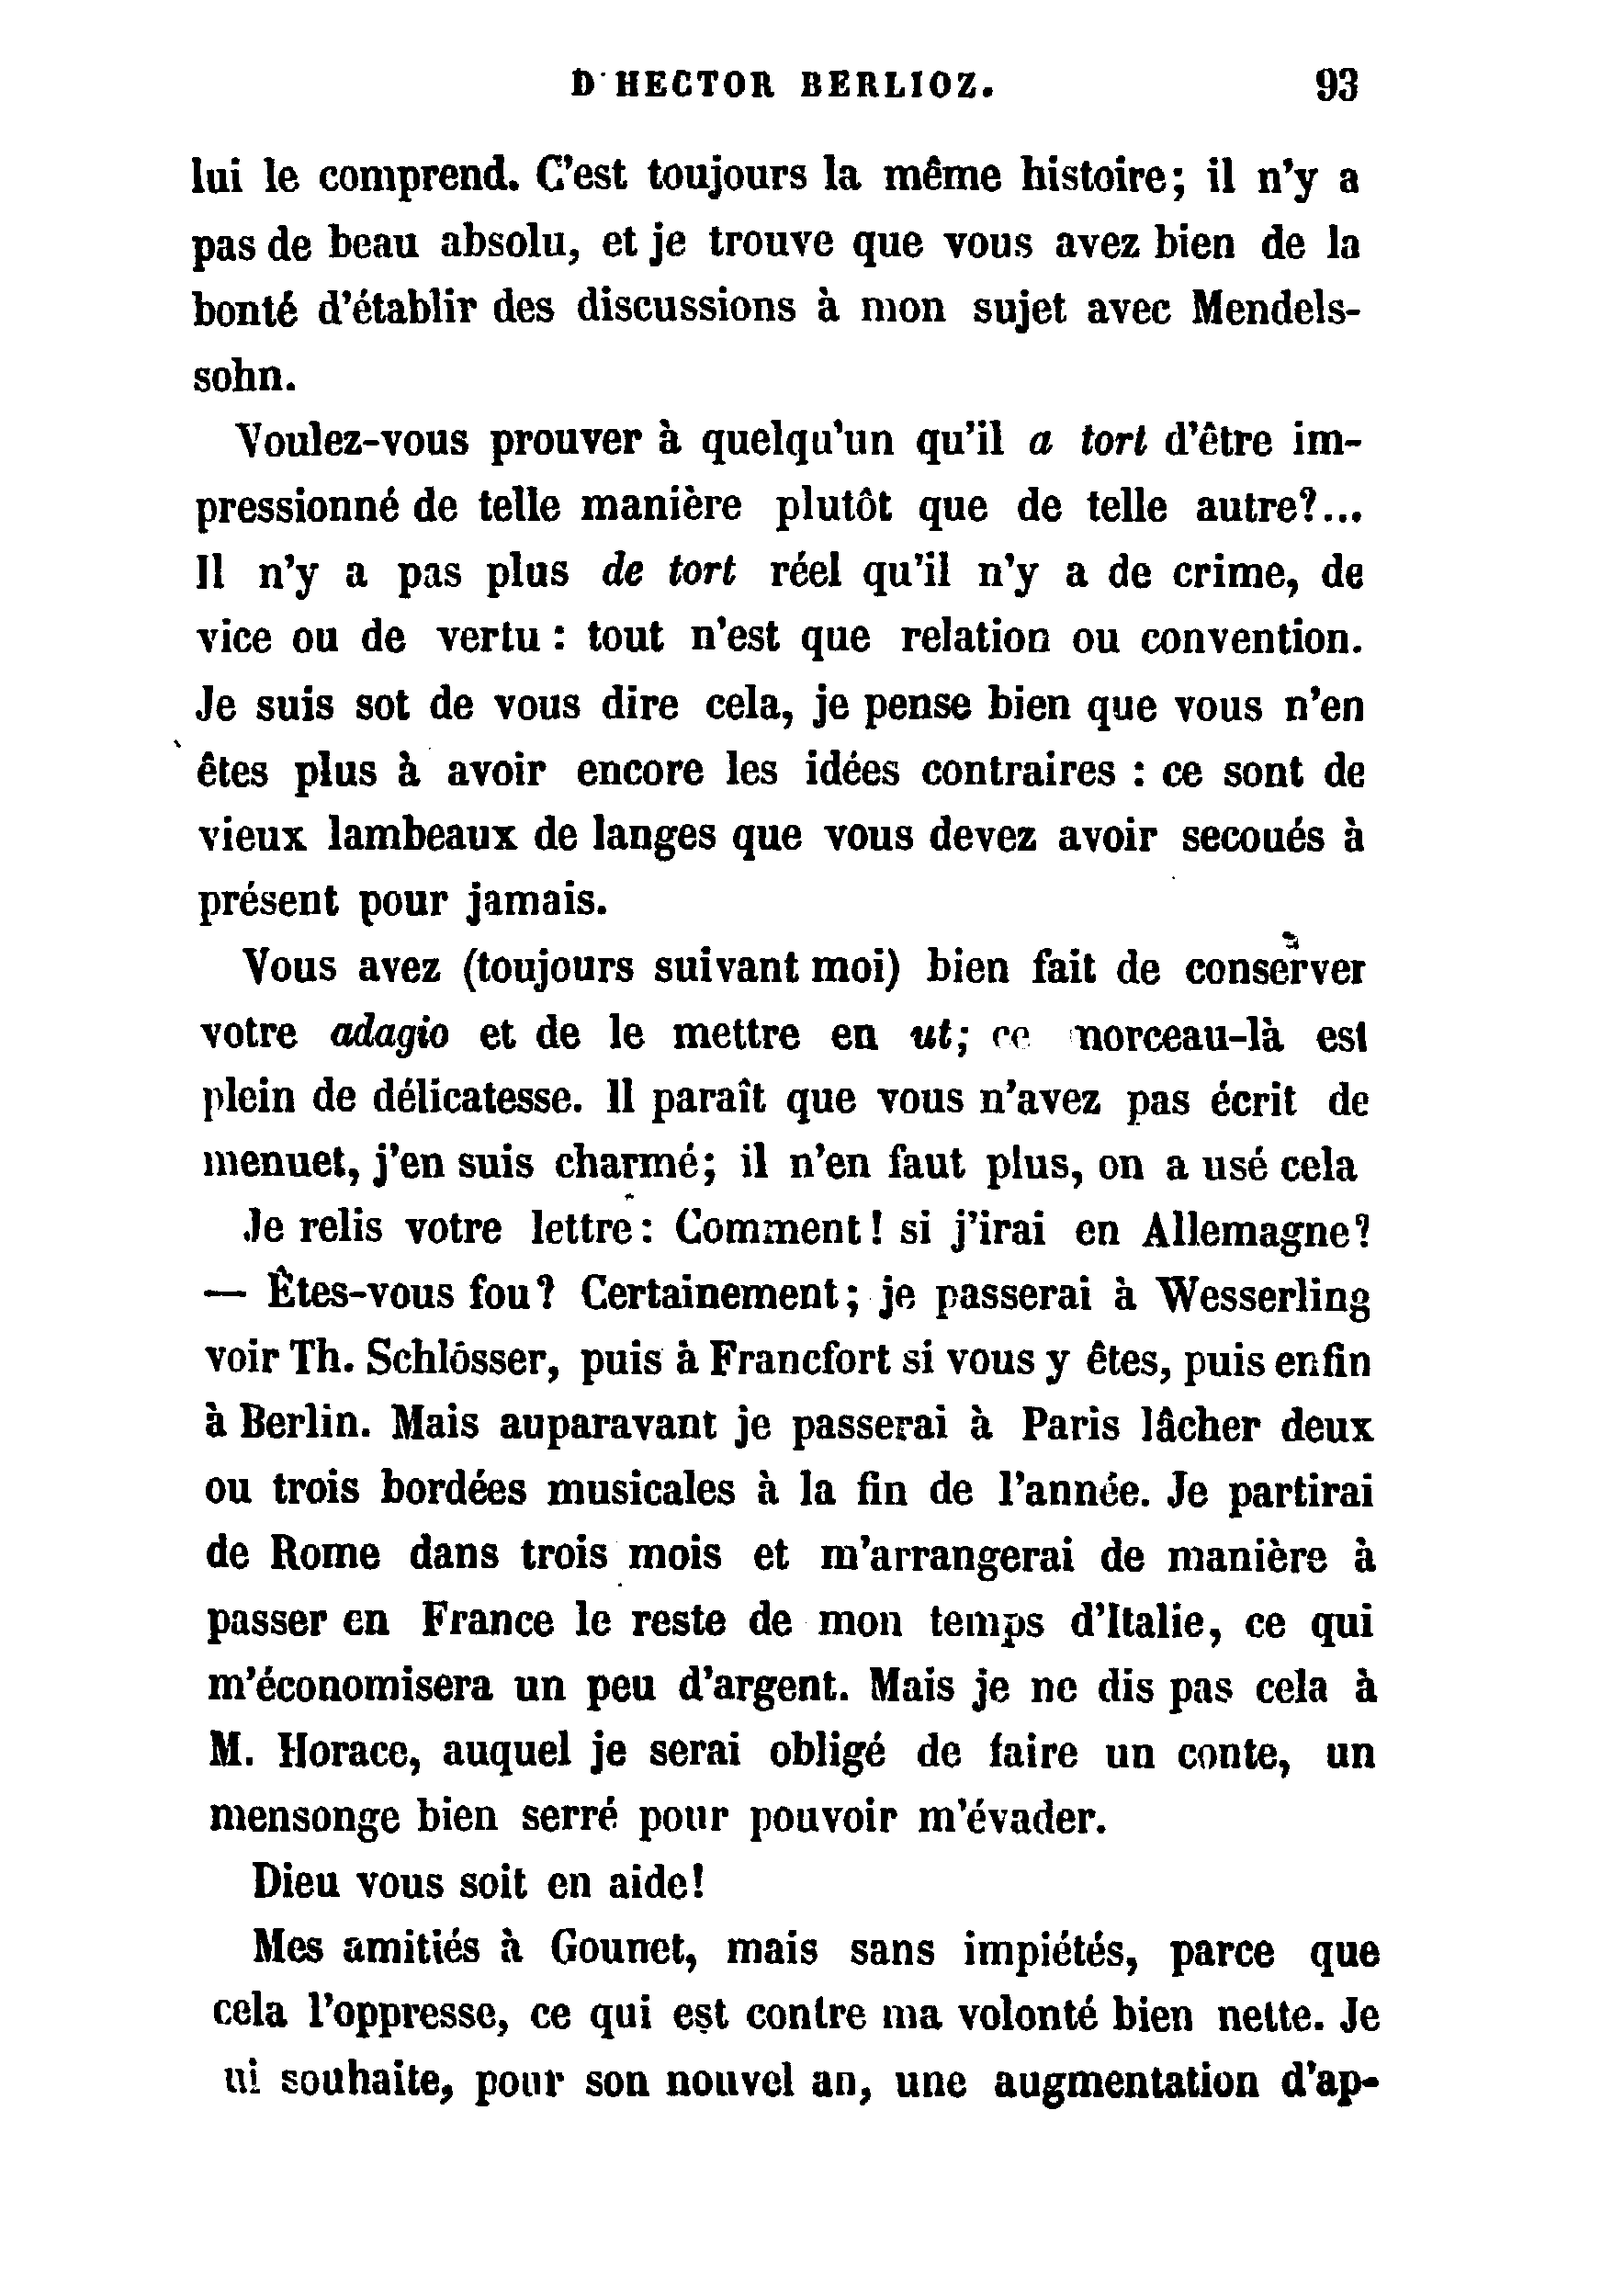 D'HECTOR BERLIOZ. 93
lui le comprend. C'est toujours la même histoire; il n'y a
pas de beau absolu, et je trouve que vous avez bien de la
bonté d'établir des discussions à mon sujet avec Mendels-
sohn.
Voulez-vous prouver à quelqu'un qu'il a tort d'être im-
pressionné de telle manière plutôt que de telle autre?...
Il n'y a pas plus de tort réel qu'il n'y a de crime, de
vice ou de vertu : tout n'est que relation ou convention.
Je suis sot de vous dire cela, je pense bien que vous n'en
êtes plus à avoir encore les idées contraires : ce sont de
vieux lambeaux de langes que vous devez avoir secoués à
présent pour jamais.
Vous avez (toujours suivant moi) bien fait de conserver
votre adagio et de le mettre en ut; ce morceau-là est
plein de délicatesse. Il paraît que vous n'avez pas écrit de
menuet, j'en suis charmé; il n'en faut plus, on a usé cela
Je relis votre lettre : Comment! si j'irai en Allemagne?
— Êtes-vous fou? Certainement; je passerai à Wesserling
voir Th. Schlösser, puis à Francfort si vous y êtes, puis enfin
à Berlin. Mais auparavant je passerai à Paris lâcher deux
ou trois bordées musicales à la fin de l'année. Je partirai
de Rome dans trois mois et m'arrangerai de manière à
passer en France le reste de mon temps d'Italie, ce qui
m'économisera un peu d'argent. Mais je ne dis pas cela à
M. Horace, auquel je serai obligé de faire un conte, un
mensonge bien serré pour pouvoir m'évader.
Dieu vous soit en aide!
Mes amitiés à Gounet, mais sans impiétés, parce que
cela l'oppresse, ce qui est contre ma volonté bien nette. Je
ui souhaite, pour son nouvel an, une augmentation d'ap-